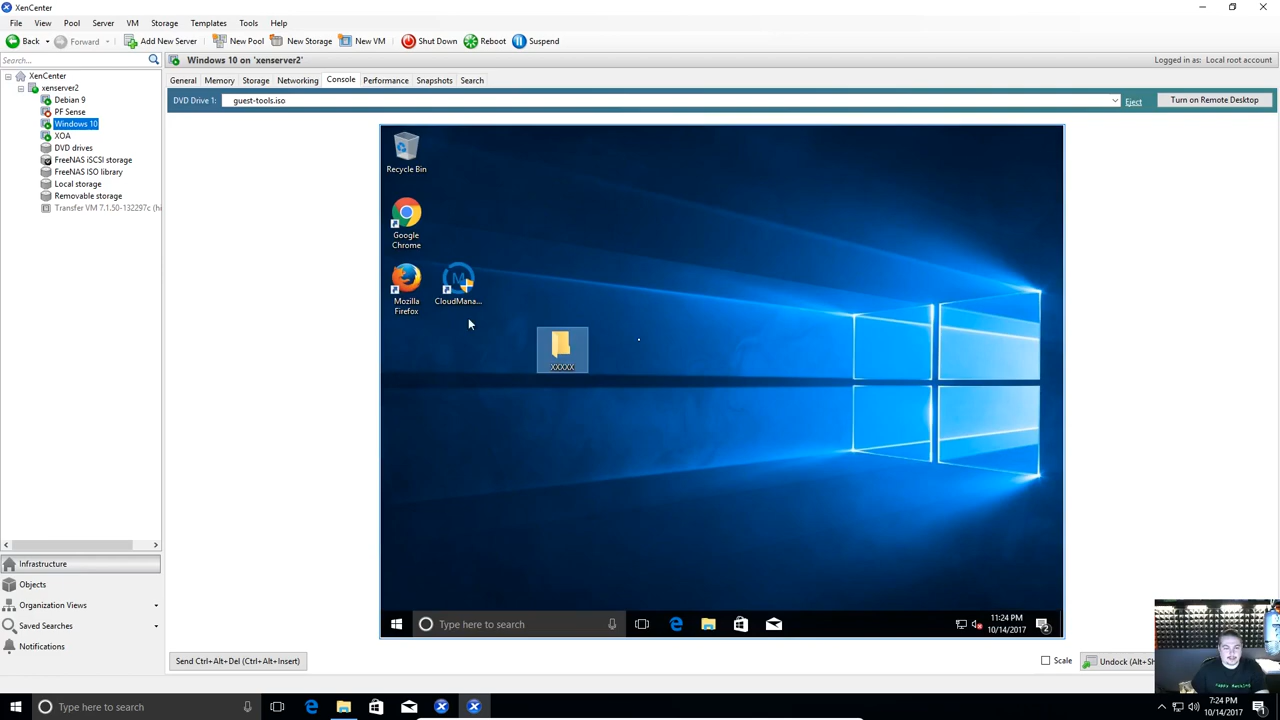 XenCenter
File View Pool Server VM Storage Templates Tools Help
Back Forward Add New Server New Pool New Storage New VM Shut Down Reboot Suspend
Search...
Windows 10 on 'xenserver2'
Logged in as: Local root account
XenCenter
xenserver2
Debian 9
PF Sense
Windows 10
XOA
DVD drives
FreeNAS iSCSI storage
FreeNAS ISO library
Local storage
Removable storage
Transfer VM 7.1.50-132297c (hi
General Memory Storage Networking Console Performance Snapshots Search
DVD Drive 1: guest-tools.iso Eject Turn on Remote Desktop
Recycle Bin
Google
Chrome
Mozilla
Firefox
CloudMana...
XXXXX
Type here to search
11:24 PM
10/14/2017
2
Infrastructure
Objects
Organization Views
Saved Searches
Notifications
Send Ctrl+Alt+Del (Ctrl+Alt+Insert)
Scale
Undock (Alt+Sh
Type here to search
7:24 PM
10/14/2017
1